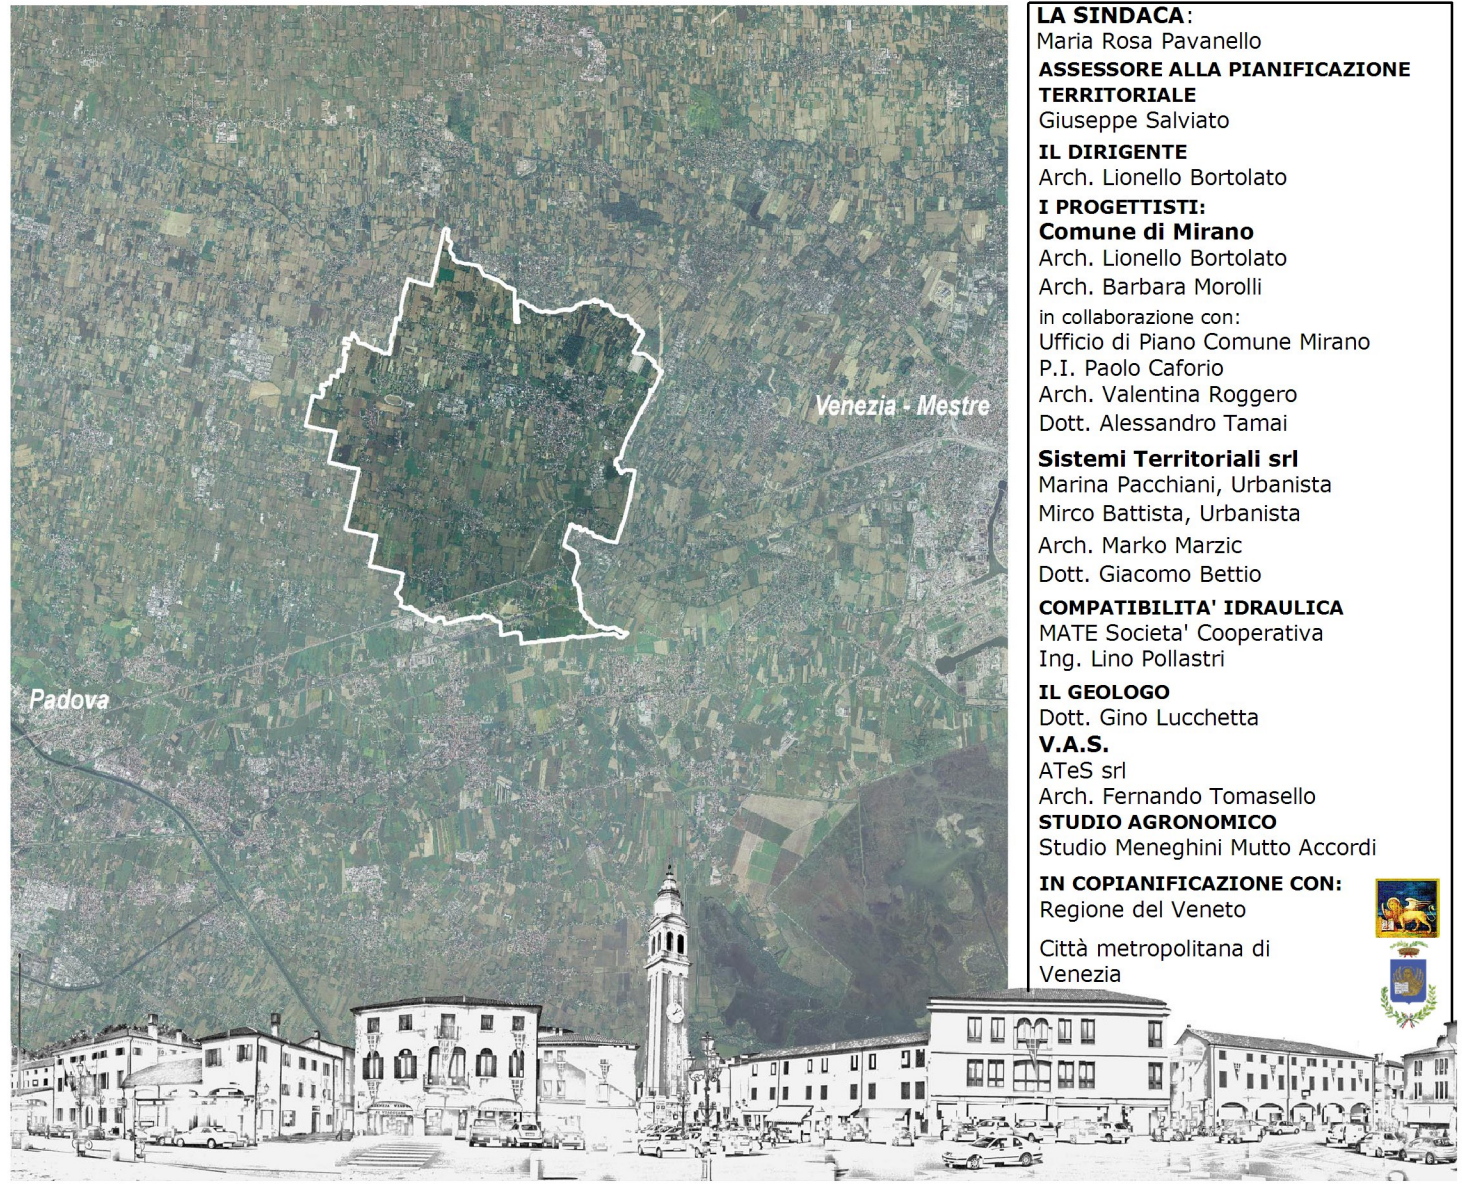 LA SINDACA:
Maria Rosa Pavanello
ASSESSORE ALLA PIANIFICAZIONE
TERRITORIALE
Giuseppe Salviato
IL DIRIGENTE
Arch. Lionello Bortolato
I PROGETTISTI:
Comune di Mirano
Arch. Lionello Bortolato
Arch. Barbara Morolli
in collaborazione con:
Ufficio di Piano Comune Mirano
P.I. Paolo Caforio
Arch. Valentina Roggero
Dott. Alessandro Tamai
Sistemi Territoriali srl
Marina Pacchiani, Urbanista
Mirco Battista, Urbanista
Arch. Marko Marzic
Dott. Giacomo Bettio
COMPATIBILITA' IDRAULICA
MATE Societa' Cooperativa
Ing. Lino Pollastri
IL GEOLOGO
Dott. Gino Lucchetta
V.A.S.
ATeS srl
Arch. Fernando Tomasello
STUDIO AGRONOMICO
Studio Meneghini Mutto Accordi
IN COPIANIFICAZIONE CON:
Regione del Veneto
Città metropolitana di
Venezia
Venezia - Mestre
Padova